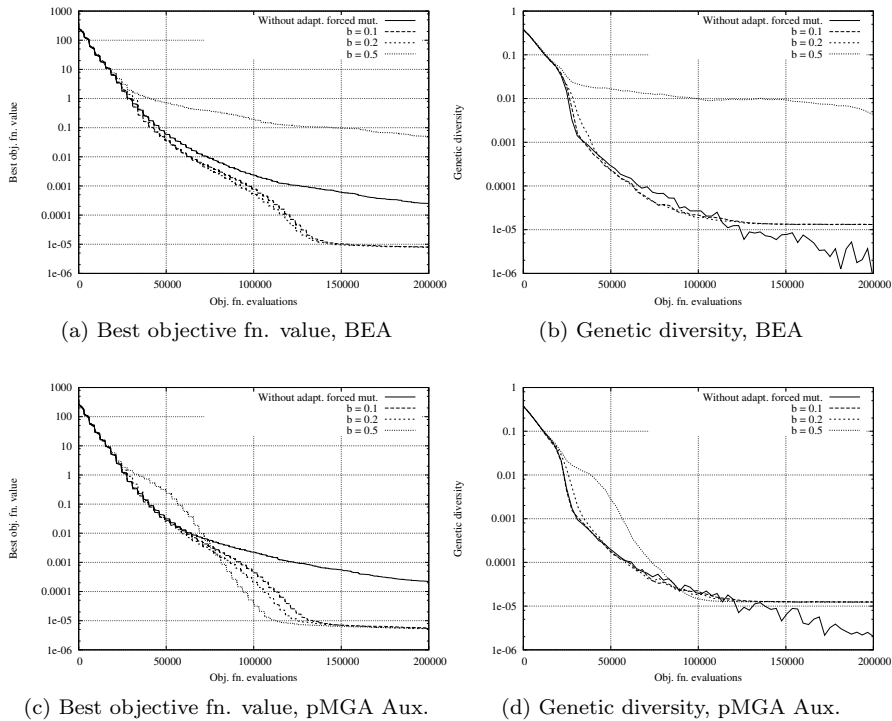 Without adapt. forced mut.
b = 0.1
b = 0.2
b = 0.5
Best obj. fn. value
1000
100
10
1
0.1
0.01
0.001
0.0001
1e-05
1e-06
0 50000 100000 150000 200000
Obj. fn. evaluations
(a) Best objective fn. value, BEA
Without adapt. forced mut.
b = 0.1
b = 0.2
b = 0.5
Genetic diversity
1
0.1
0.01
0.001
0.0001
1e-05
1e-06
0 50000 100000 150000 200000
Obj. fn. evaluations
(b) Genetic diversity, BEA
Without adapt. forced mut.
b = 0.1
b = 0.2
b = 0.5
Best obj. fn. value
1000
100
10
1
0.1
0.01
0.001
0.0001
1e-05
1e-06
0 50000 100000 150000 200000
Obj. fn. evaluations
(c) Best objective fn. value, pMGA Aux.
Without adapt. forced mut.
b = 0.1
b = 0.2
b = 0.5
Genetic diversity
1
0.1
0.01
0.001
0.0001
1e-05
1e-06
0 50000 100000 150000 200000
Obj. fn. evaluations
(d) Genetic diversity, pMGA Aux.